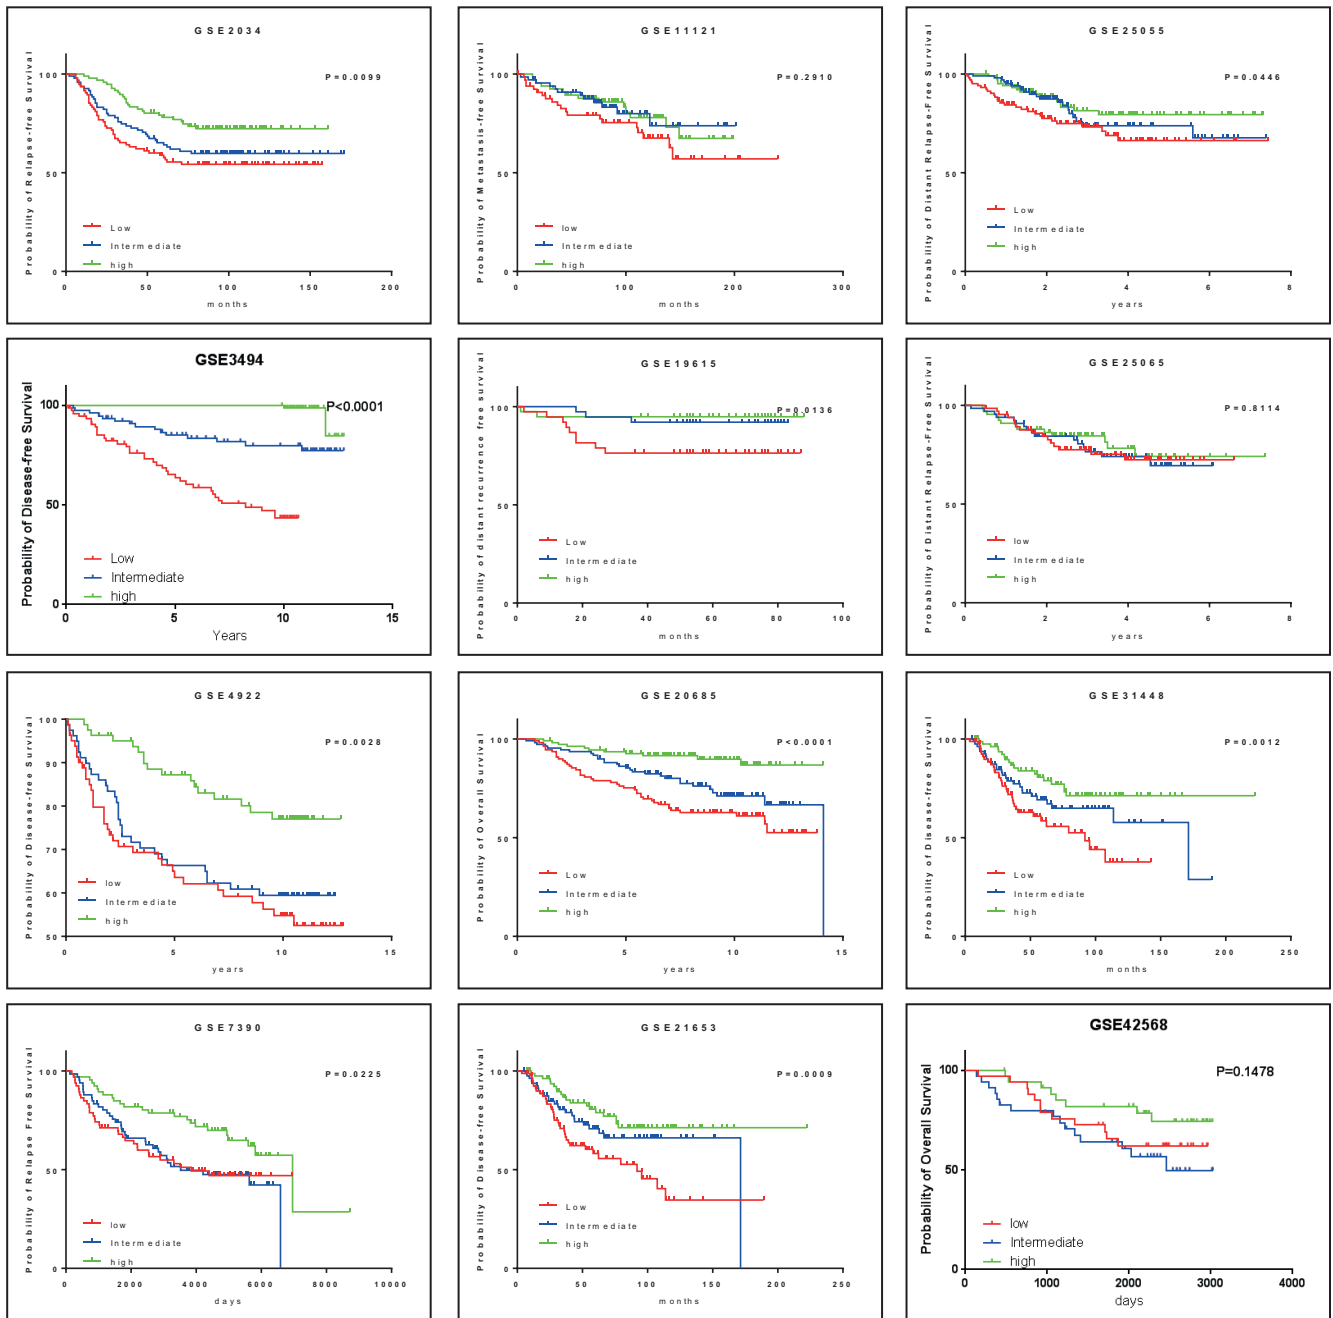 GSE2034
Probability of Relapse-free Survival
P=0.0099
100
50
0
Low
Intermediate
high
0 50 100 150 200
months
GSE11121
Probability of Metastasis-free Survival
P=0.2910
100
50
0
low
Intermediate
high
0 100 200 300
months
GSE25055
Probability of Distant Relapse-Free Survival
P=0.0446
100
50
0
Low
Intermediate
high
0 2 4 6 8
years
GSE3494
Probability of Disease-free Survival
P<0.0001
100
50
0
Low
Intermediate
high
0 5 10 15
Years
GSE19615
Probability of distant recurrence free survival
P=0.0136
100
50
0
Low
Intermediate
high
0 20 40 60 80 100
months
GSE25065
Probability of Distant Relapse-Free Survival
P=0.8114
100
50
0
low
Intermediate
high
0 2 4 6 8
years
GSE4922
Probability of Disease-free Survival
P=0.0028
100
90
80
70
60
50
low
Intermediate
high
0 5 10 15
years
GSE20685
Probability of Overall Survival
P<0.0001
100
50
0
Low
Intermediate
high
0 5 10 15
years
GSE31448
Probability of Disease-free Survival
P=0.0012
100
50
0
Low
Intermediate
high
0 50 100 150 200 250
months
GSE7390
Probability of Relapse Free Survival
P=0.0225
100
50
0
low
Intermediate
high
0 2000 4000 6000 8000 10000
days
GSE21653
Probability of Disease-free Survival
P=0.0009
100
50
0
Low
Intermediate
high
0 50 100 150 200 250
months
GSE42568
Probability of Overall Survival
P=0.1478
100
50
0
low
Intermediate
high
0 1000 2000 3000 4000
days